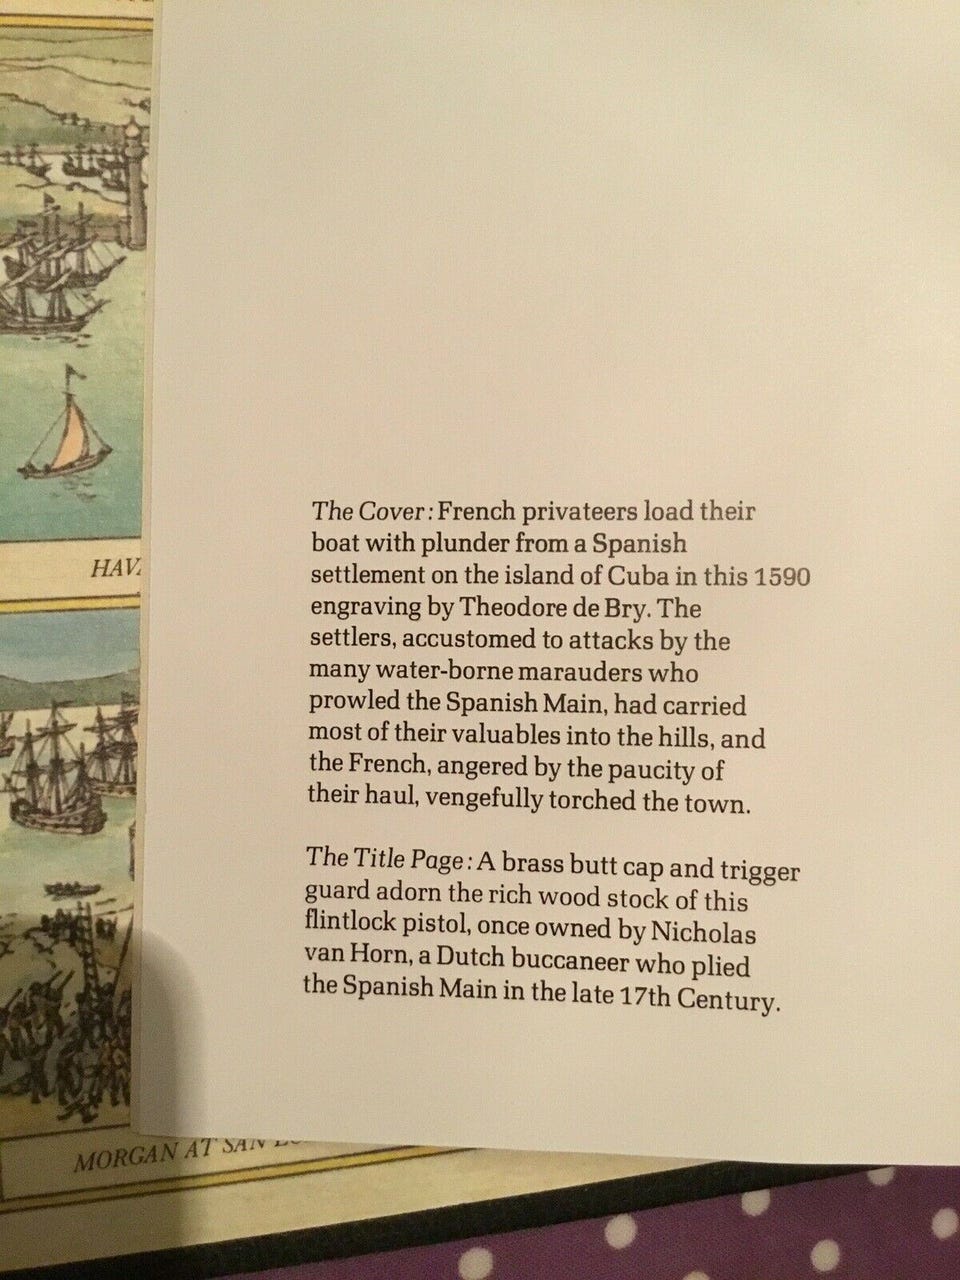 HAV
The Cover: French privateers load their
boat with plunder from a Spanish
settlement on the island of Cuba in this 1590
engraving by Theodore de Bry. The
settlers, accustomed to attacks by the
many water-borne marauders who
prowled the Spanish Main, had carried
most of their valuables into the hills, and
the French, angered by the paucity of
their haul, vengefully torched the town.
The Title Page: A brass butt cap and trigger
guard adorn the rich wood stock of this
flintlock pistol, once owned by Nicholas
van Horn, a Dutch buccaneer who plied
the Spanish Main in the late 17th Century.
MORGAN AT SAN